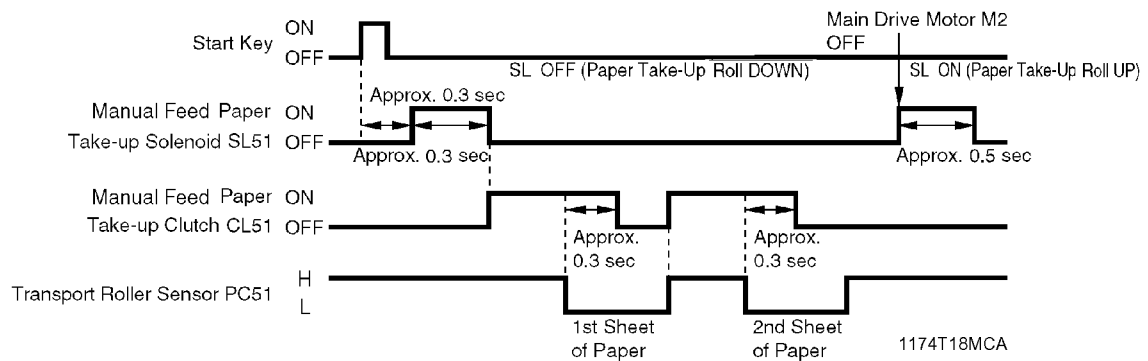 Main Drive Motor M2
OFF
Start Key
ON
OFF
SL OFF (Paper Take-Up Roll DOWN)
SL ON (Paper Take-Up Roll UP)
Approx. 0.3 sec
Manual Feed Paper
Take-up Solenoid SL51
ON
OFF
Approx. 0.3 sec
Approx. 0.5 sec
Manual Feed Paper
Take-up Clutch CL51
ON
OFF
Approx.
0.3 sec
Approx.
0.3 sec
Transport Roller Sensor PC51
H
L
1st Sheet
of Paper
2nd Sheet
of Paper
1174T18MCA